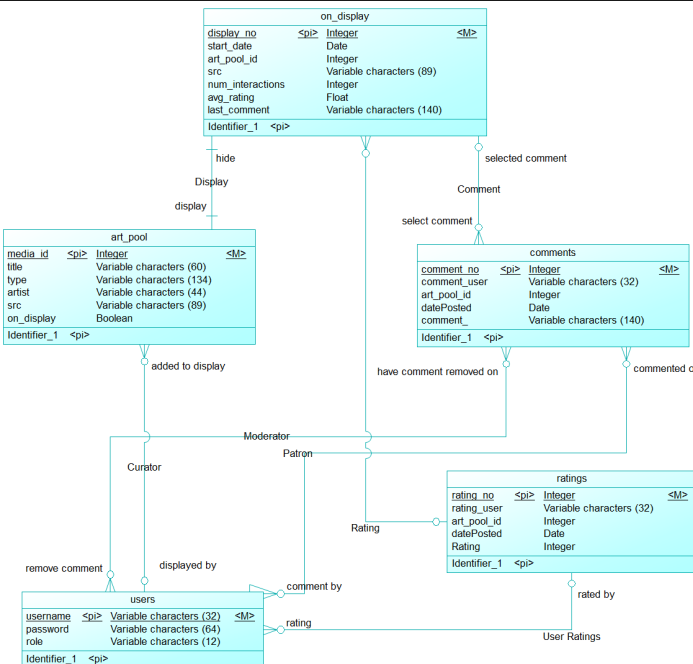 on_display
display_no <pi> Integer <M>
start_date Date
art_pool_id Integer
src Variable characters (89)
num_interactions Integer
avg_rating Float
last_comment Variable characters (140)
Identifier_1 <pi>
hide
selected comment
Display
Comment
display
select comment
art_pool
media_id <pi> Integer <M>
title Variable characters (60)
type Variable characters (134)
artist Variable characters (44)
src Variable characters (89)
on_display Boolean
Identifier_1 <pi>
comments
comment_no <pi> Integer <M>
comment_user Variable characters (32)
art_pool_id Integer
datePosted Date
comment_ Variable characters (140)
Identifier_1 <pi>
added to display
have comment removed on
commented o
Moderator
Patron
Curator
ratings
rating_no <pi> Integer <M>
rating_user Variable characters (32)
art_pool_id Integer
datePosted Date
Rating Integer
Identifier_1 <pi>
Rating
remove comment
displayed by
comment by
rated by
users
username <pi> Variable characters (32) <M>
password Variable characters (64)
role Variable characters (12)
Identifier_1 <pi>
rating
User Ratings